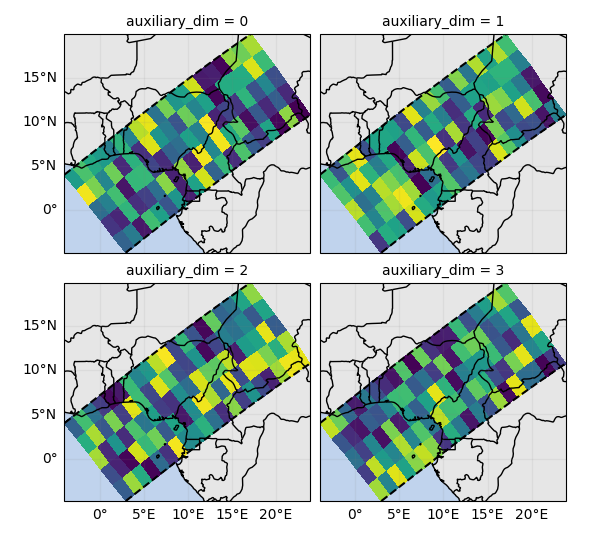 auxiliary_dim = 0
auxiliary_dim = 1
15°N
10°N
5°N
0°
auxiliary_dim = 2
auxiliary_dim = 3
15°N
10°N
5°N
0°
0° 5°E 10°E 15°E 20°E
0° 5°E 10°E 15°E 20°E